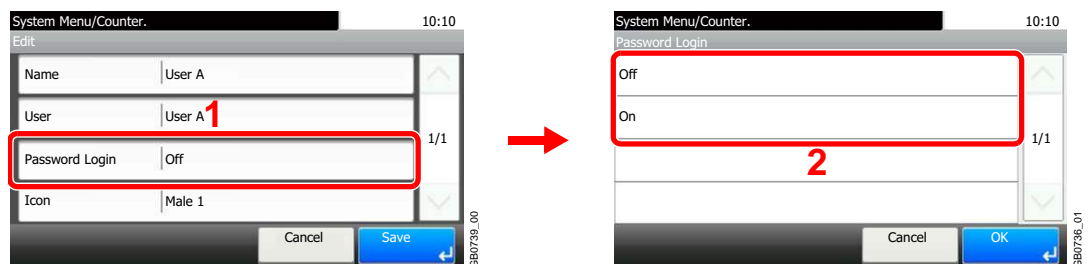 System Menu/Counter. 10:10
Edit
Name User A
User User A
1
1/1
Password Login Off
Icon Male 1
Cancel Save
GB0739_00
System Menu/Counter. 10:10
Password Login
Off
On
1/1
2
Cancel OK
GB0736_01